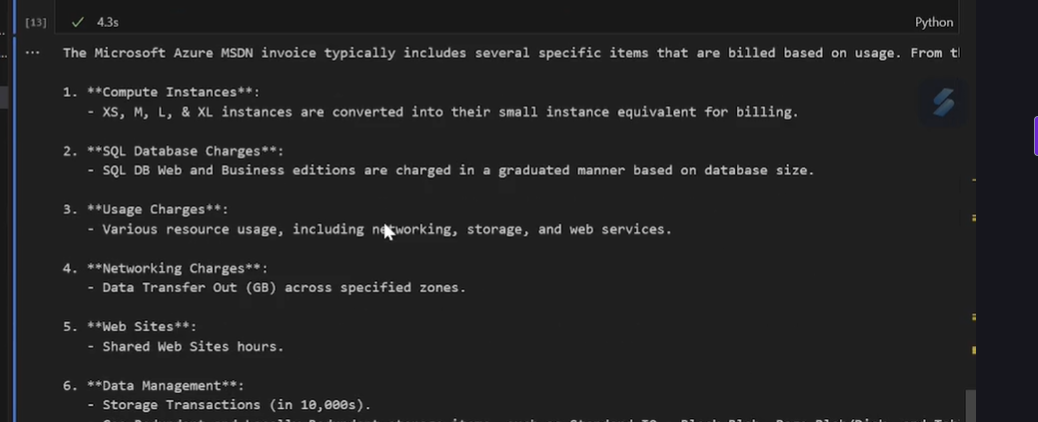 [13] 4.3s Python
... The Microsoft Azure MSDN invoice typically includes several specific items that are billed based on usage. From
1. **Compute Instances**:
- XS, M, L, & XL instances are converted into their small instance equivalent for billing.
2. **SQL Database Charges**:
- SQL DB Web and Business editions are charged in a graduated manner based on database size.
3. **Usage Charges**:
- Various resource usage, including networking, storage, and web services.
4. **Networking Charges**:
- Data Transfer Out (GB) across specified zones.
5. **Web Sites**:
- Shared Web Sites hours.
6. **Data Management**:
- Storage Transactions (in 10,000s).